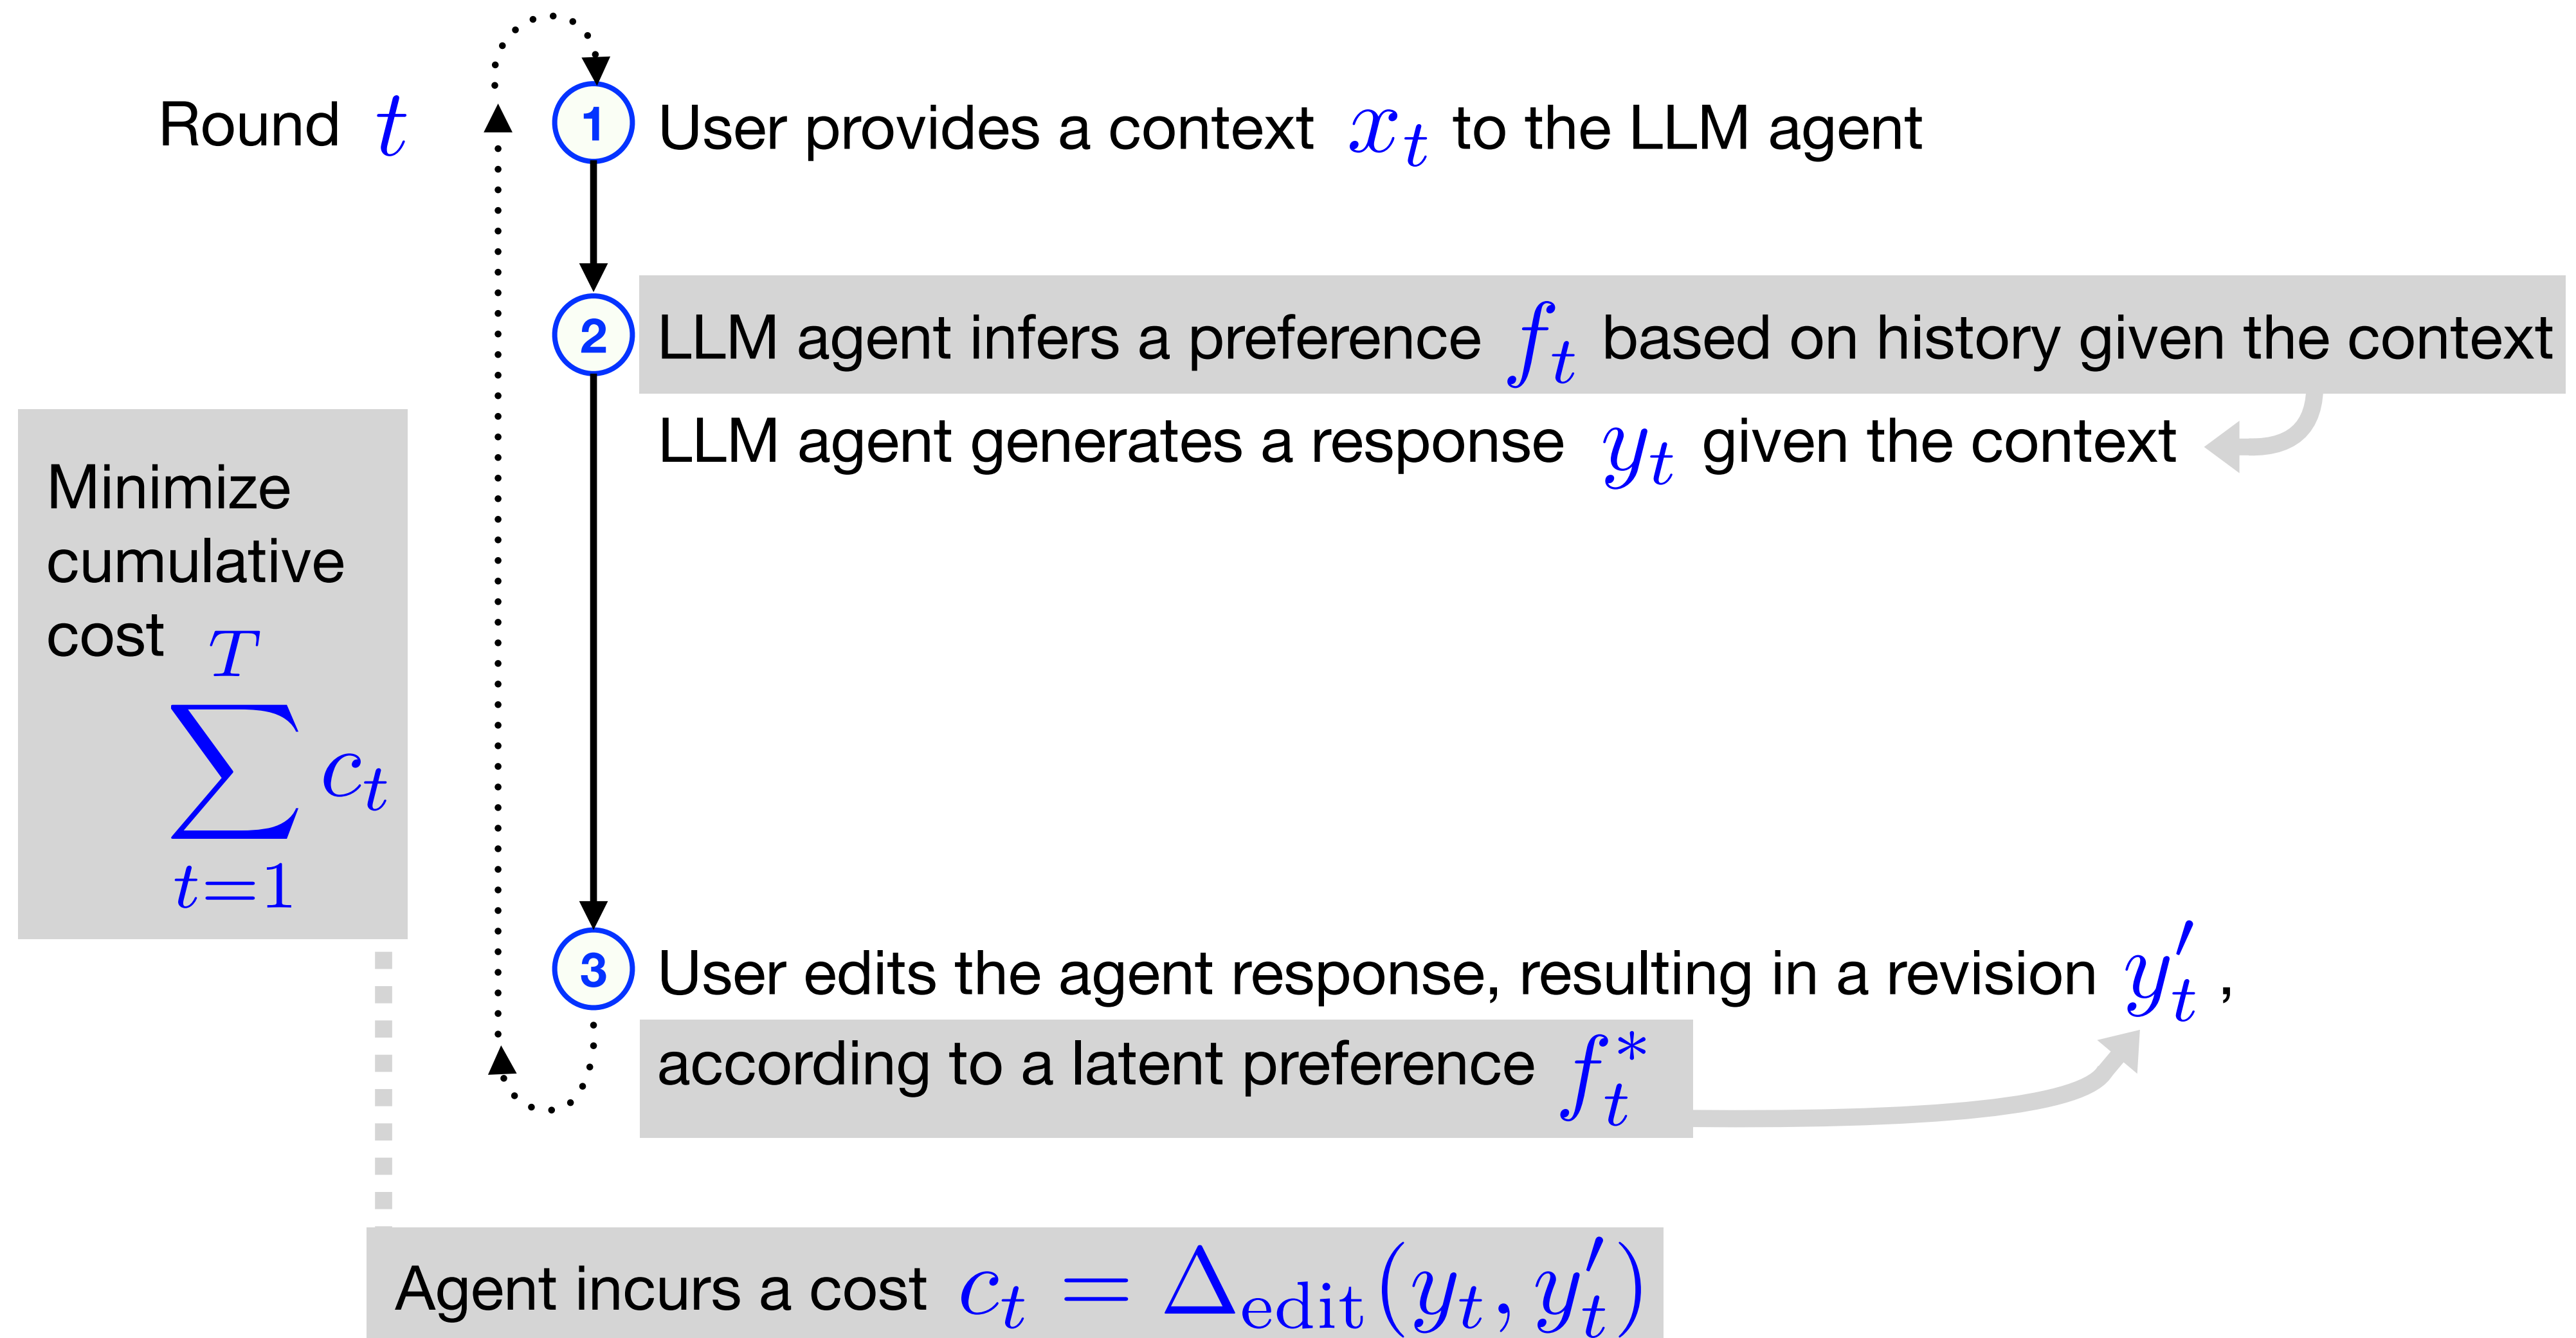 Round t
1 User provides a context x_t to the LLM agent
2 LLM agent infers a preference f_t based on history given the context
LLM agent generates a response y_t given the context
Minimize
cumulative
cost
T
∑ c_t
t=1
3 User edits the agent response, resulting in a revision y′_t ,
according to a latent preference f*_t
Agent incurs a cost c_t = Δ_edit(y_t, y′_t)